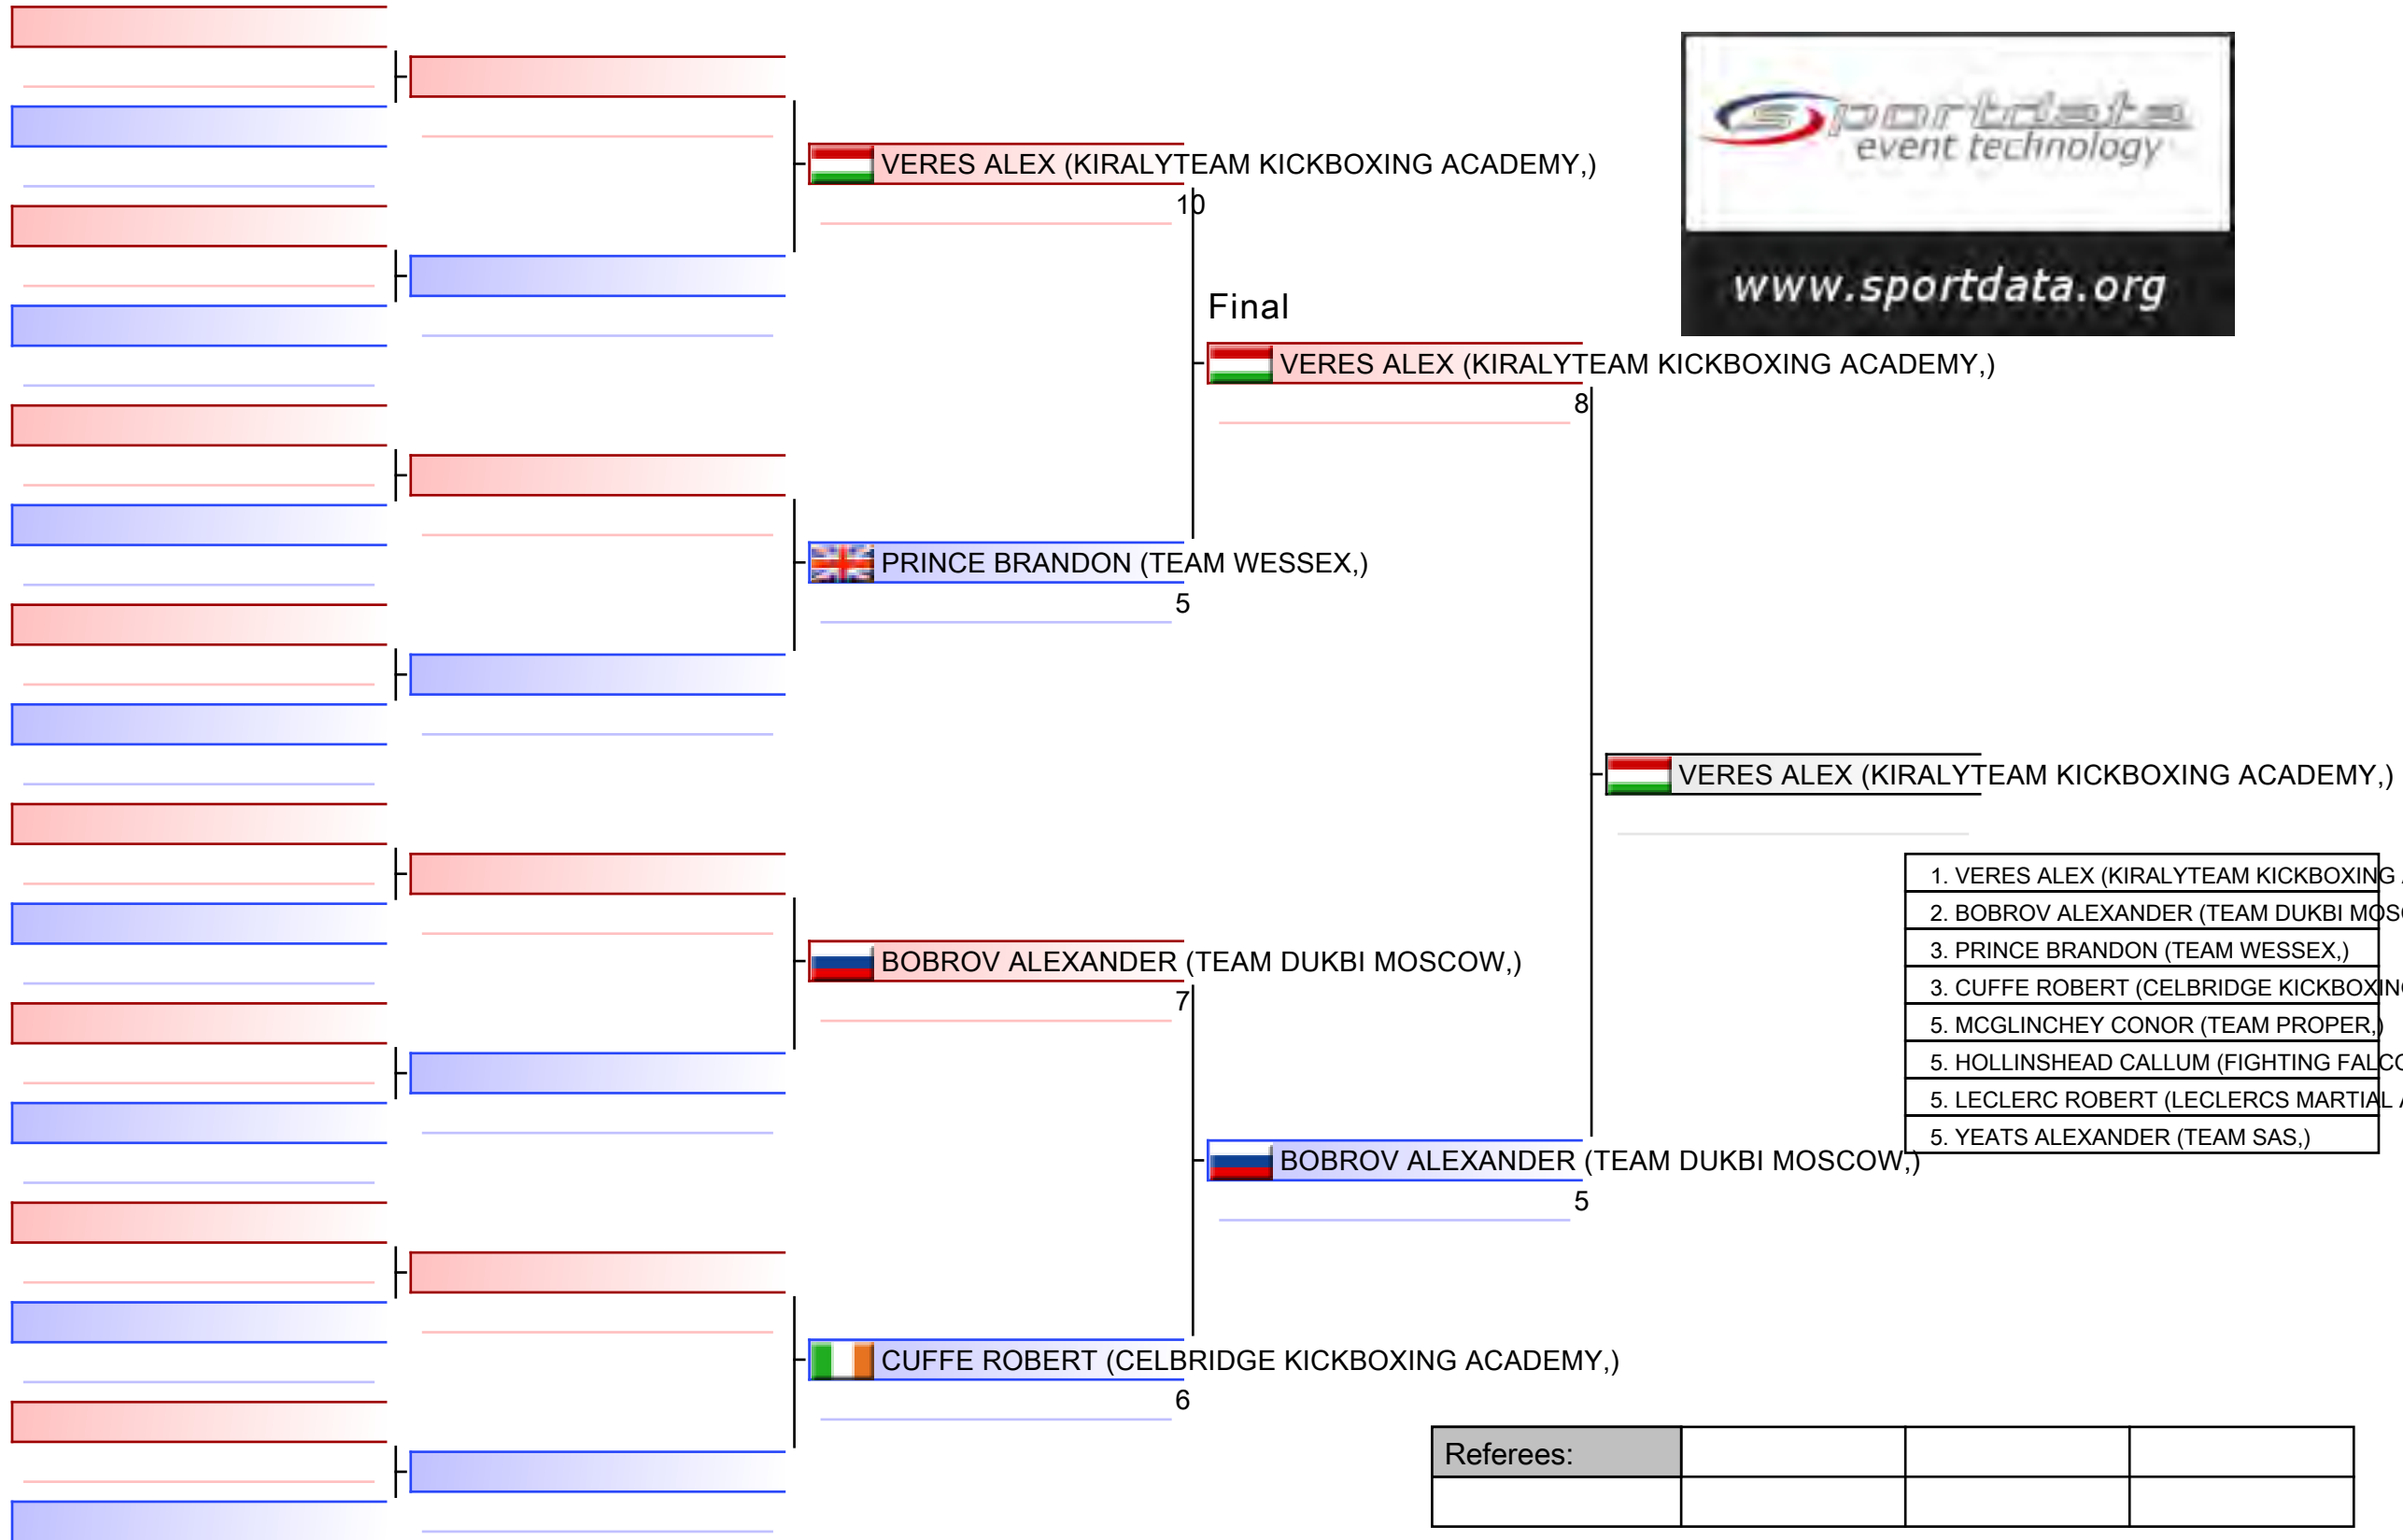 sportdata
event technology
www.sportdata.org
VERES ALEX (KIRALYTEAM KICKBOXING ACADEMY,)
10
Final
VERES ALEX (KIRALYTEAM KICKBOXING ACADEMY,)
8
PRINCE BRANDON (TEAM WESSEX,)
5
VERES ALEX (KIRALYTEAM KICKBOXING ACADEMY,)
1. VERES ALEX (KIRALYTEAM KICKBOXING
2. BOBROV ALEXANDER (TEAM DUKBI
3. PRINCE BRANDON (TEAM WESSEX,)
3. CUFFE ROBERT (CELBRIDGE
5. MCGLINCHEY CONOR (TEAM PROPER,)
5. HOLLINSHEAD CALLUM (FIGHTING
5. LECLERC ROBERT (LECLERCS MARTIAL
5. YEATS ALEXANDER (TEAM SAS,)
BOBROV ALEXANDER (TEAM DUKBI MOSCOW,)
7
BOBROV ALEXANDER (TEAM DUKBI MOSCOW,)
5
CUFFE ROBERT (CELBRIDGE KICKBOXING ACADEMY,)
6
Referees: